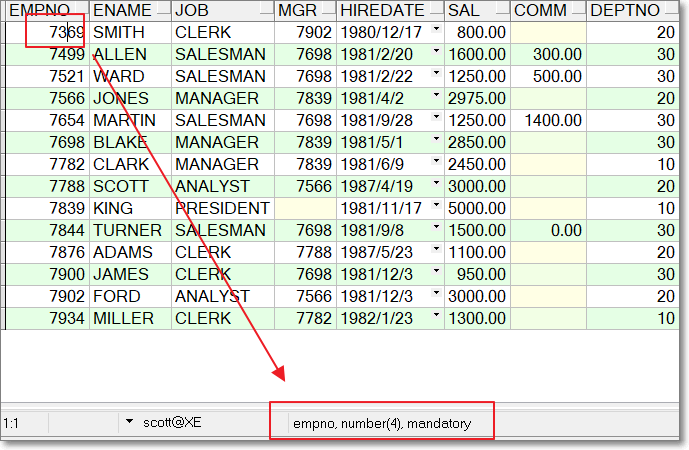 EMPNO ENAME JOB MGR HIREDATE SAL COMM DEPTNO
7369 SMITH CLERK 7902 1980/12/17 800.00 20
7499 ALLEN SALESMAN 7698 1981/2/20 1600.00 300.00 30
7521 WARD SALESMAN 7698 1981/2/22 1250.00 500.00 30
7566 JONES MANAGER 7839 1981/4/2 2975.00 20
7654 MARTIN SALESMAN 7698 1981/9/28 1250.00 1400.00 30
7698 BLAKE MANAGER 7839 1981/5/1 2850.00 30
7782 CLARK MANAGER 7839 1981/6/9 2450.00 10
7788 SCOTT ANALYST 7566 1987/4/19 3000.00 20
7839 KING PRESIDENT 1981/11/17 5000.00 10
7844 TURNER SALESMAN 7698 1981/9/8 1500.00 0.00 30
7876 ADAMS CLERK 7788 1987/5/23 1100.00 20
7900 JAMES CLERK 7698 1981/12/3 950.00 30
7902 FORD ANALYST 7566 1981/12/3 3000.00 20
7934 MILLER CLERK 7782 1982/1/23 1300.00 10
1:1 scott@XE empno, number(4), mandatory